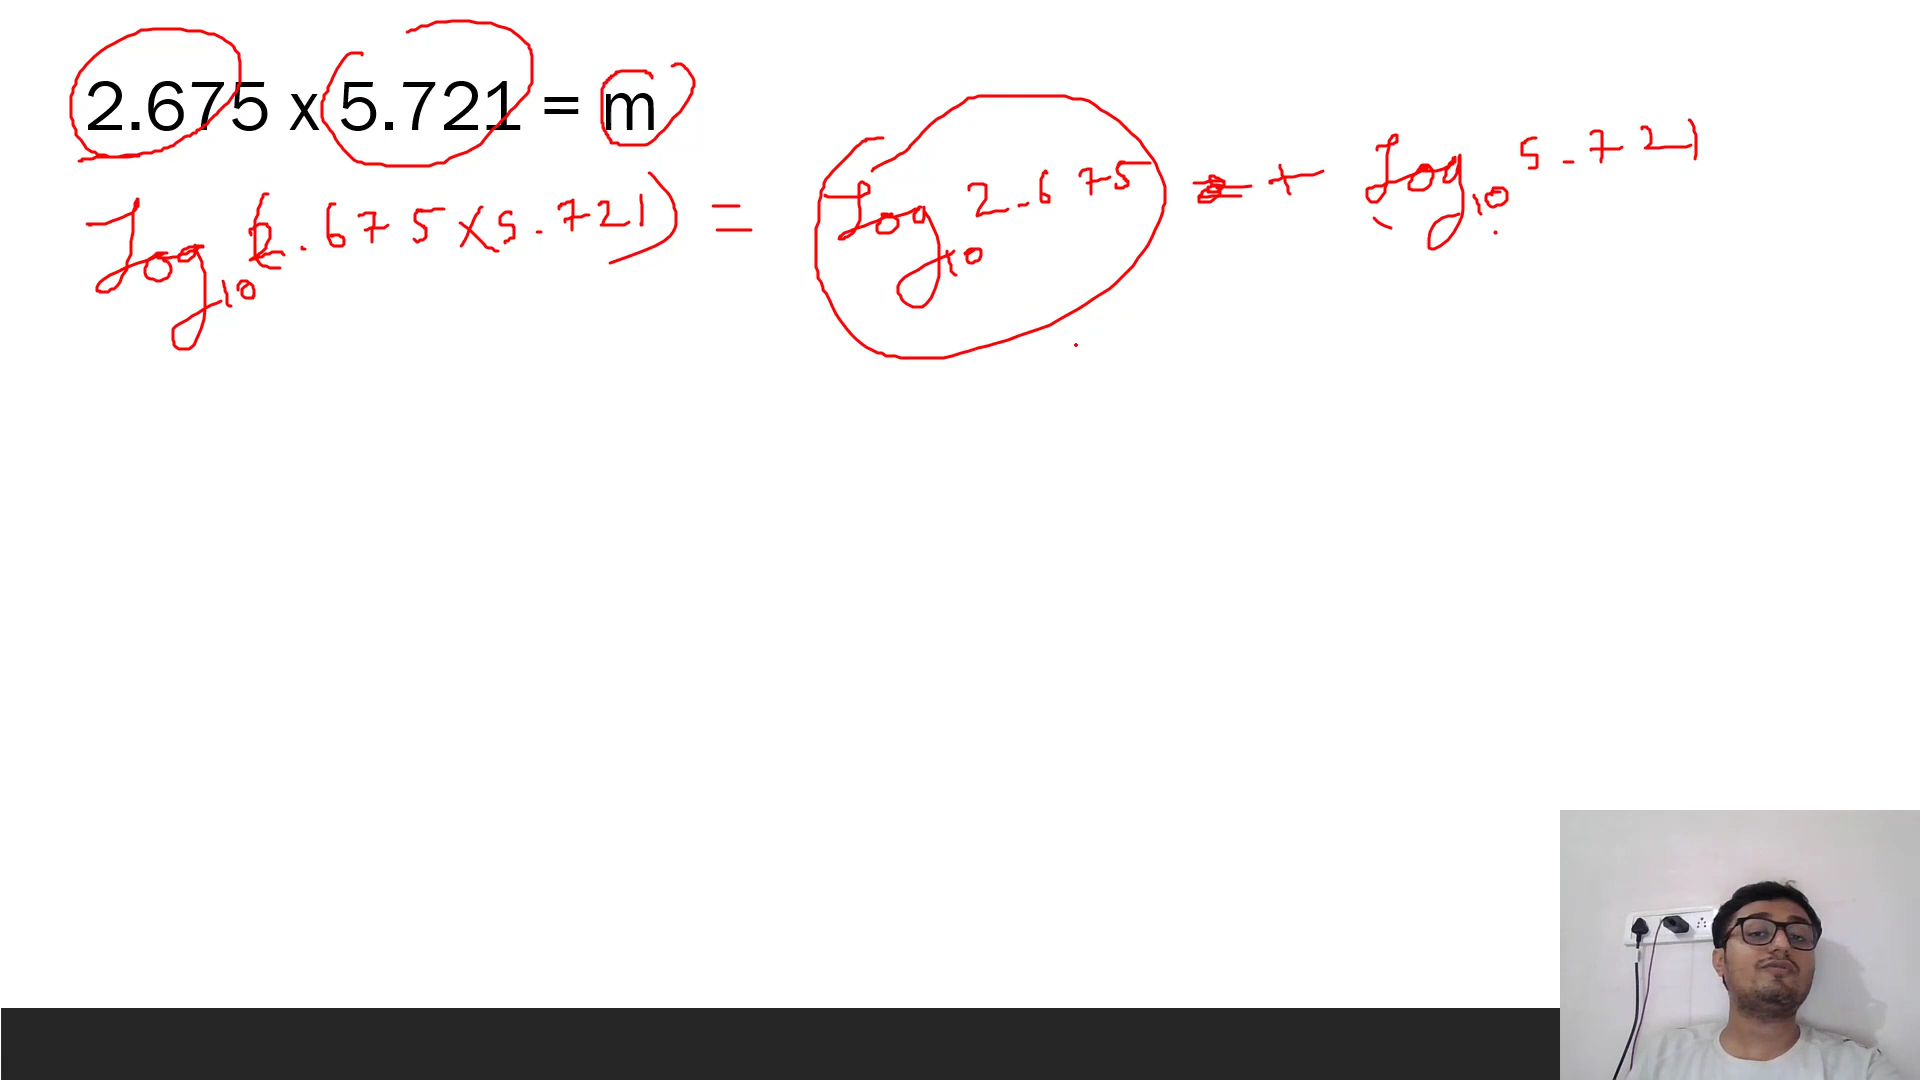 2.675 x 5.721 = m
Log10 (2.675 x 5.721) = Log10 2.675 + Log10 5.721